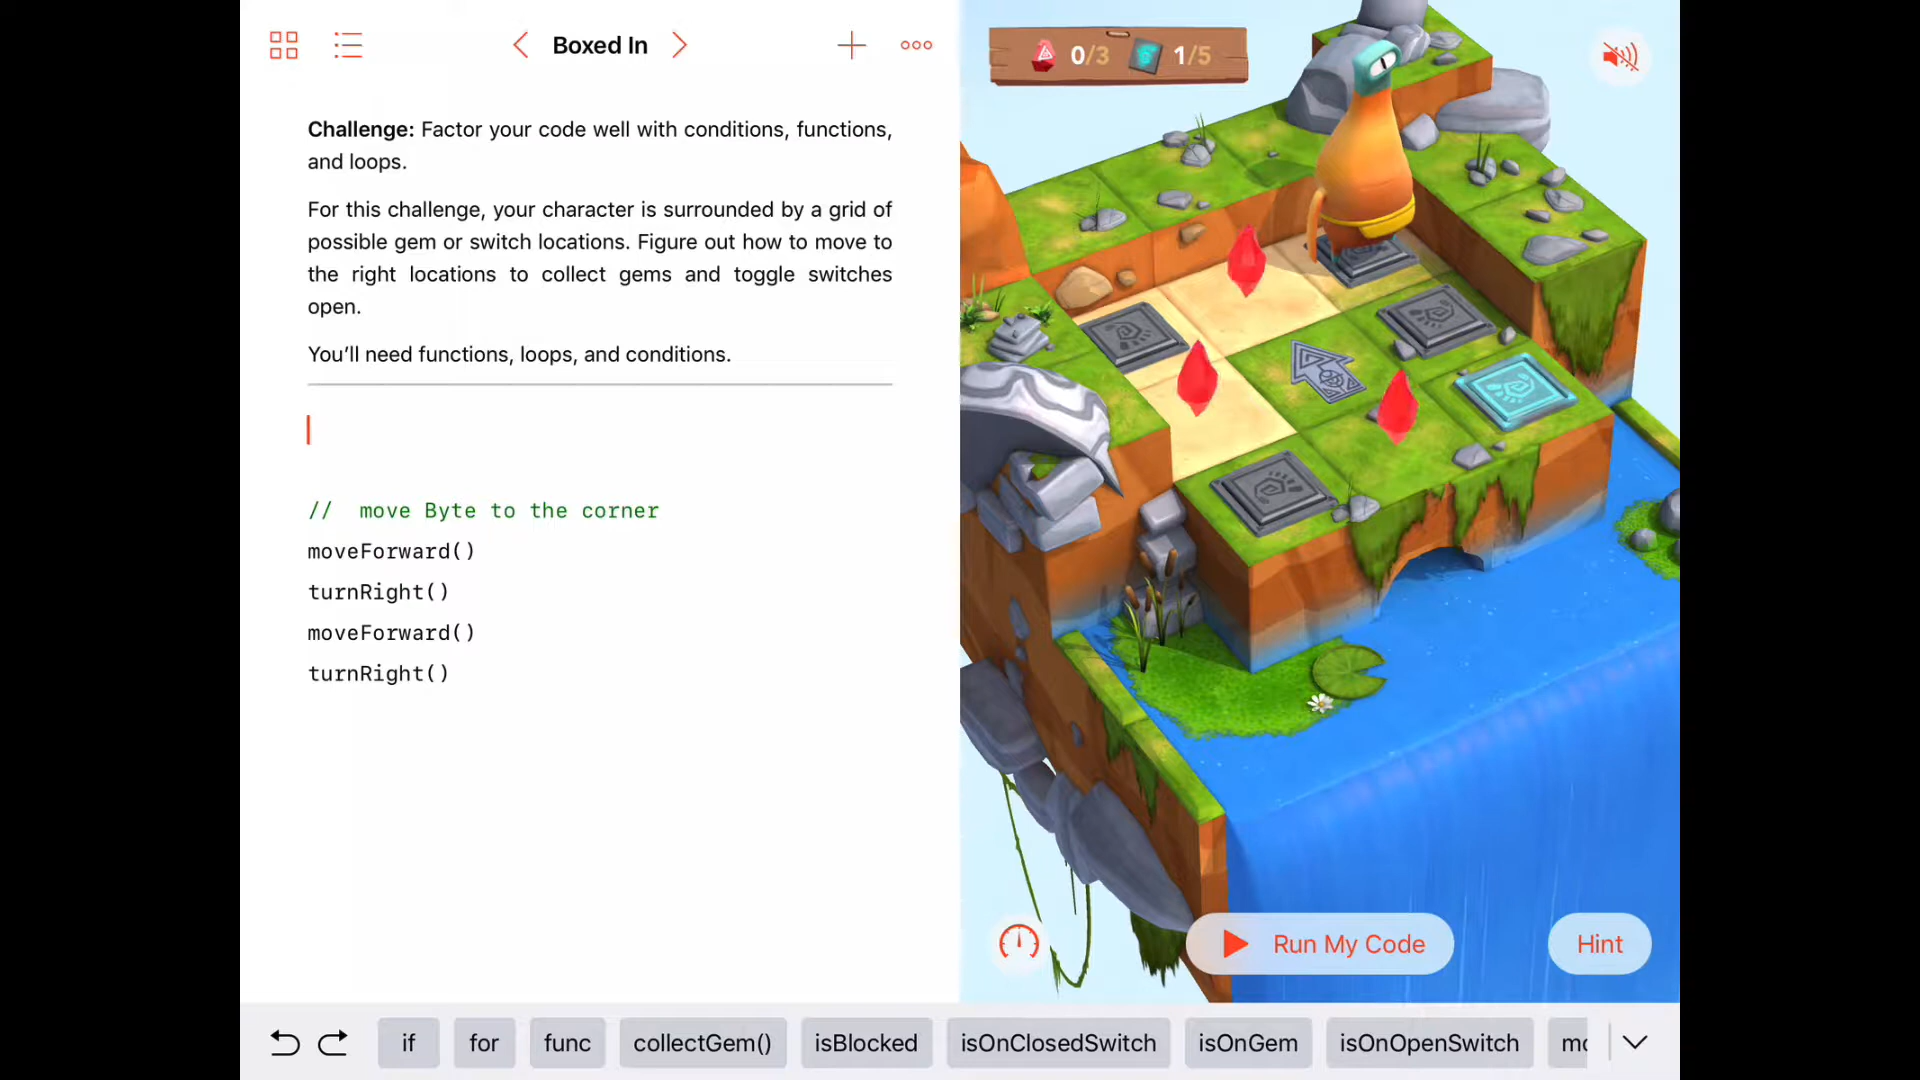 Boxed In
0/3 1/5
Challenge: Factor your code well with conditions, functions,
and loops.
For this challenge, your character is surrounded by a grid of
possible gem or switch locations. Figure out how to move to
the right locations to collect gems and toggle switches
open.
You’ll need functions, loops, and conditions.
// move Byte to the corner
moveForward()
turnRight()
moveForward()
turnRight()
Run My Code
Hint
if for func collectGem() isBlocked isOnClosedSwitch isOnGem isOnOpenSwitch